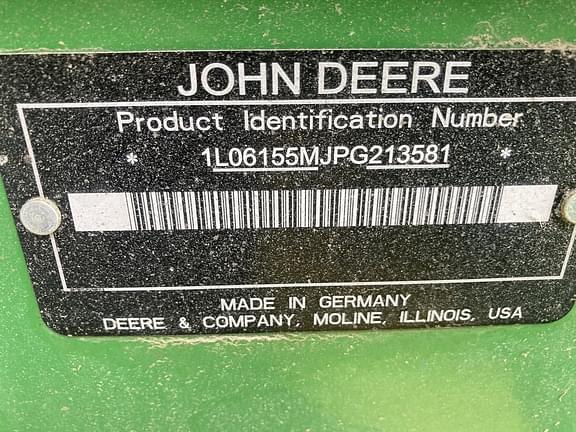 JOHN DEERE
Product Identification Number
* 1L06155MJPG213581 *
MADE IN GERMANY
DEERE & COMPANY, MOLINE, ILLINOIS, USA